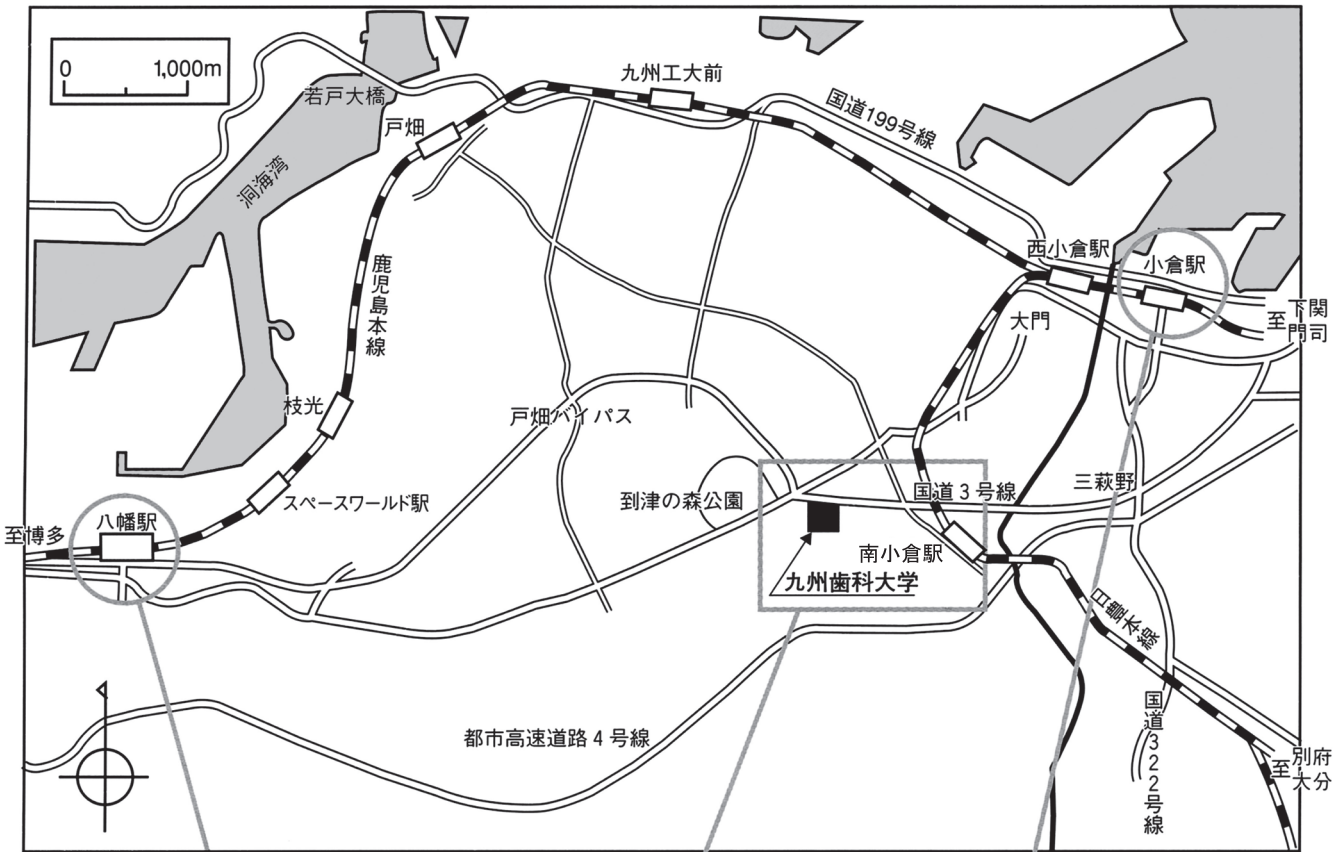 0 1,000m
若戸大橋
九州工大前
国道199号線
戸畑
洞海湾
鹿児島本線
西小倉駅
小倉駅
至 下関
門司
大門
枝光
戸畑バイパス
到津の森公園
国道3号線
三萩野
スペースワールド駅
八幡駅
至博多
南小倉駅
九州歯科大学
日豊本線
都市高速道路4号線
国道322号線
至 別府
大分